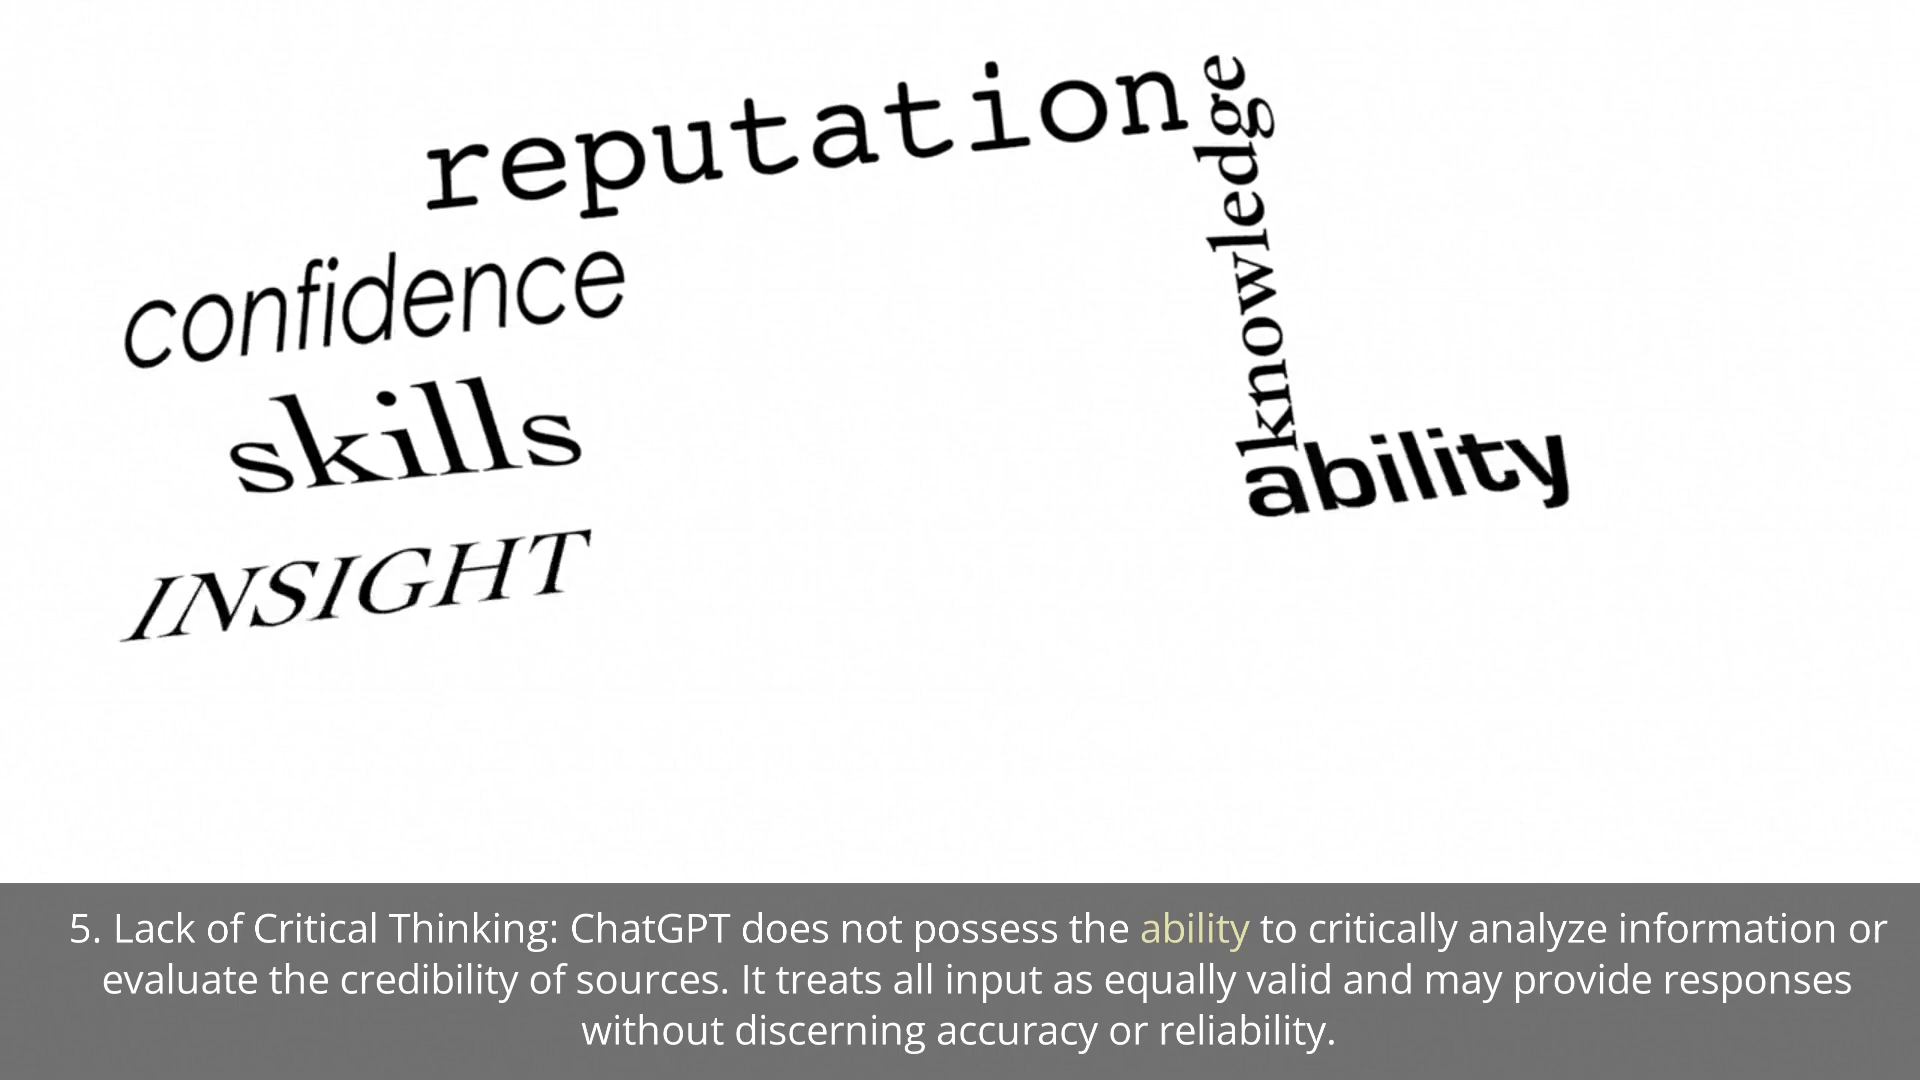 reputation
knowledge
confidence
skills
ability
INSIGHT
5. Lack of Critical Thinking: ChatGPT does not possess the ability to critically analyze information or
evaluate the credibility of sources. It treats all input as equally valid and may provide responses
without discerning accuracy or reliability.